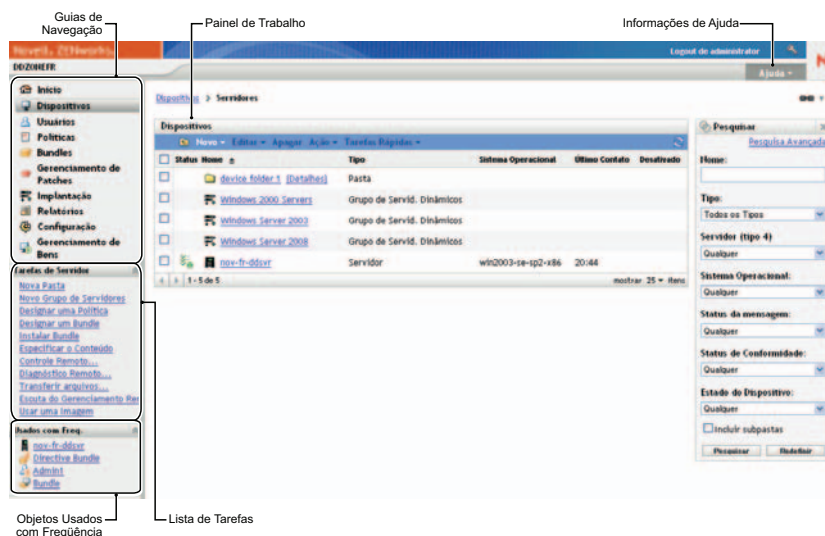 Guias de
Navegação
Painel de Trabalho
Informações de Ajuda
Novell. ZENworks.
Logout de administrator
DDZONEFR
Ajuda
Início
Dispositivos
Usuários
Políticas
Bundles
Gerenciamento de
Patches
Implantação
Relatórios
Configuração
Gerenciamento de
Bens
Tarefas de Servidor
Nova Pasta
Novo Grupo de Servidores
Designar uma Política
Designar um Bundle
Instalar Bundle
Especificar o Conteúdo
Controle Remoto...
Diagnóstico Remoto...
Transferir arquivos...
Escuta do Gerenciamento Rem
Usar uma Imagem
Usados com Freq.
nov-fr-ddsvr
Directive Bundle
Admin1
Bundle
Dispositivos > Servidores
Dispositivos
Novo Editar Apagar Ação Tarefas Rápidas
Status Nome Tipo Sistema Operacional Último Contato Desativado
device folder 1 [Detalhes] Pasta
Windows 2000 Servers Grupo de Servid. Dinâmicos
Windows Server 2003 Grupo de Servid. Dinâmicos
Windows Server 2008 Grupo de Servid. Dinâmicos
nov-fr-ddsvr Servidor win2003-se-sp2-x86 20:44
1 - 5 de 5 mostrar 25 itens
Pesquisar
Pesquisa Avançada
Nome:
Tipo:
Todos os Tipos
Servidor (tipo 4)
Qualquer
Sistema Operacional:
Qualquer
Status da mensagem:
Qualquer
Status de Conformidade:
Qualquer
Estado do Dispositivo:
Qualquer
Incluir subpastas
Pesquisar Redefinir
Objetos Usados
com Freqüência
Lista de Tarefas